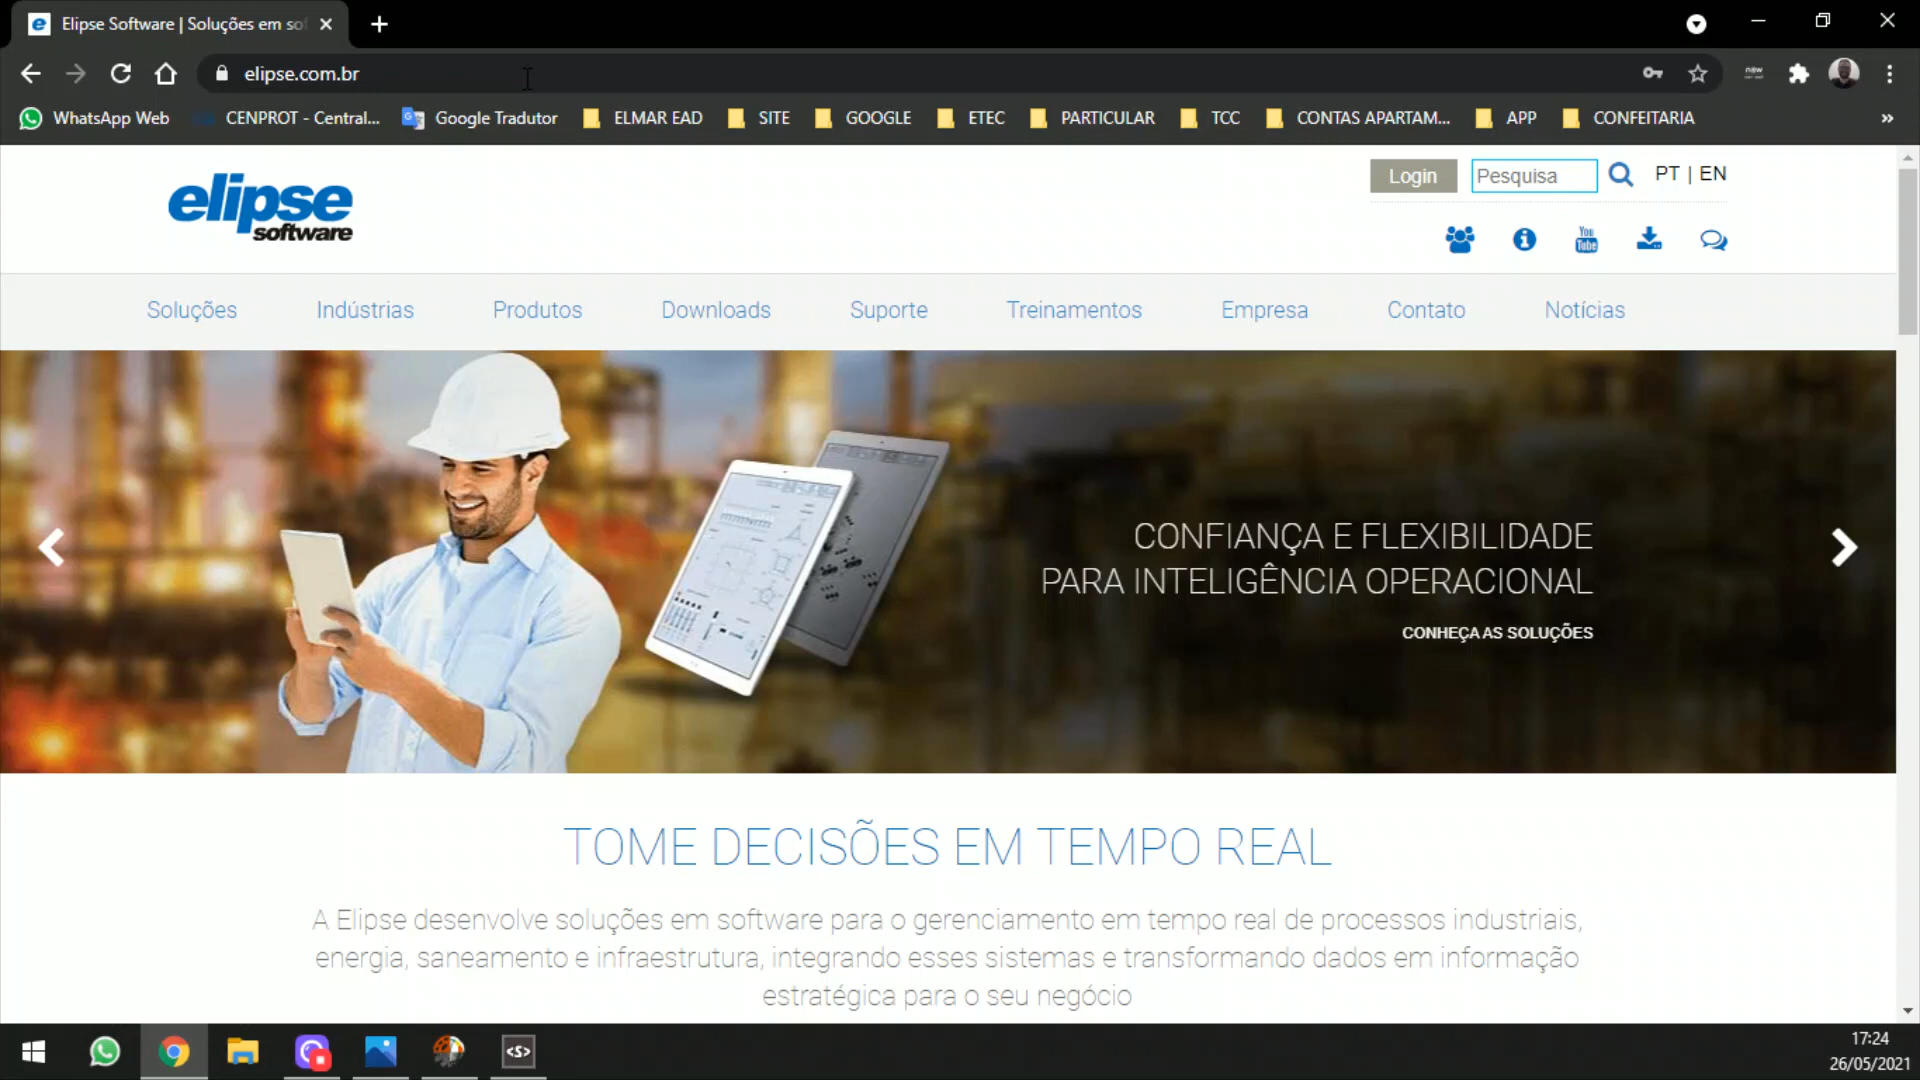 Elipse Software | Soluções em so
elipse.com.br
WhatsApp Web
CENPROT - Central...
Google Tradutor
ELMAR EAD
SITE
GOOGLE
ETEC
PARTICULAR
TCC
CONTAS APARTAM...
APP
CONFEITARIA
»
elipse
software
Login
Pesquisa
PT | EN
You
Tube
Soluções
Indústrias
Produtos
Downloads
Suporte
Treinamentos
Empresa
Contato
Notícias
CONFIANÇA E FLEXIBILIDADE
PARA INTELIGÊNCIA OPERACIONAL
CONHEÇA AS SOLUÇÕES
TOME DECISÕES EM TEMPO REAL
A Elipse desenvolve soluções em software para o gerenciamento em tempo real de processos industriais,
energia, saneamento e infraestrutura, integrando esses sistemas e transformando dados em informação
estratégica para o seu negócio
17:24
26/05/2021